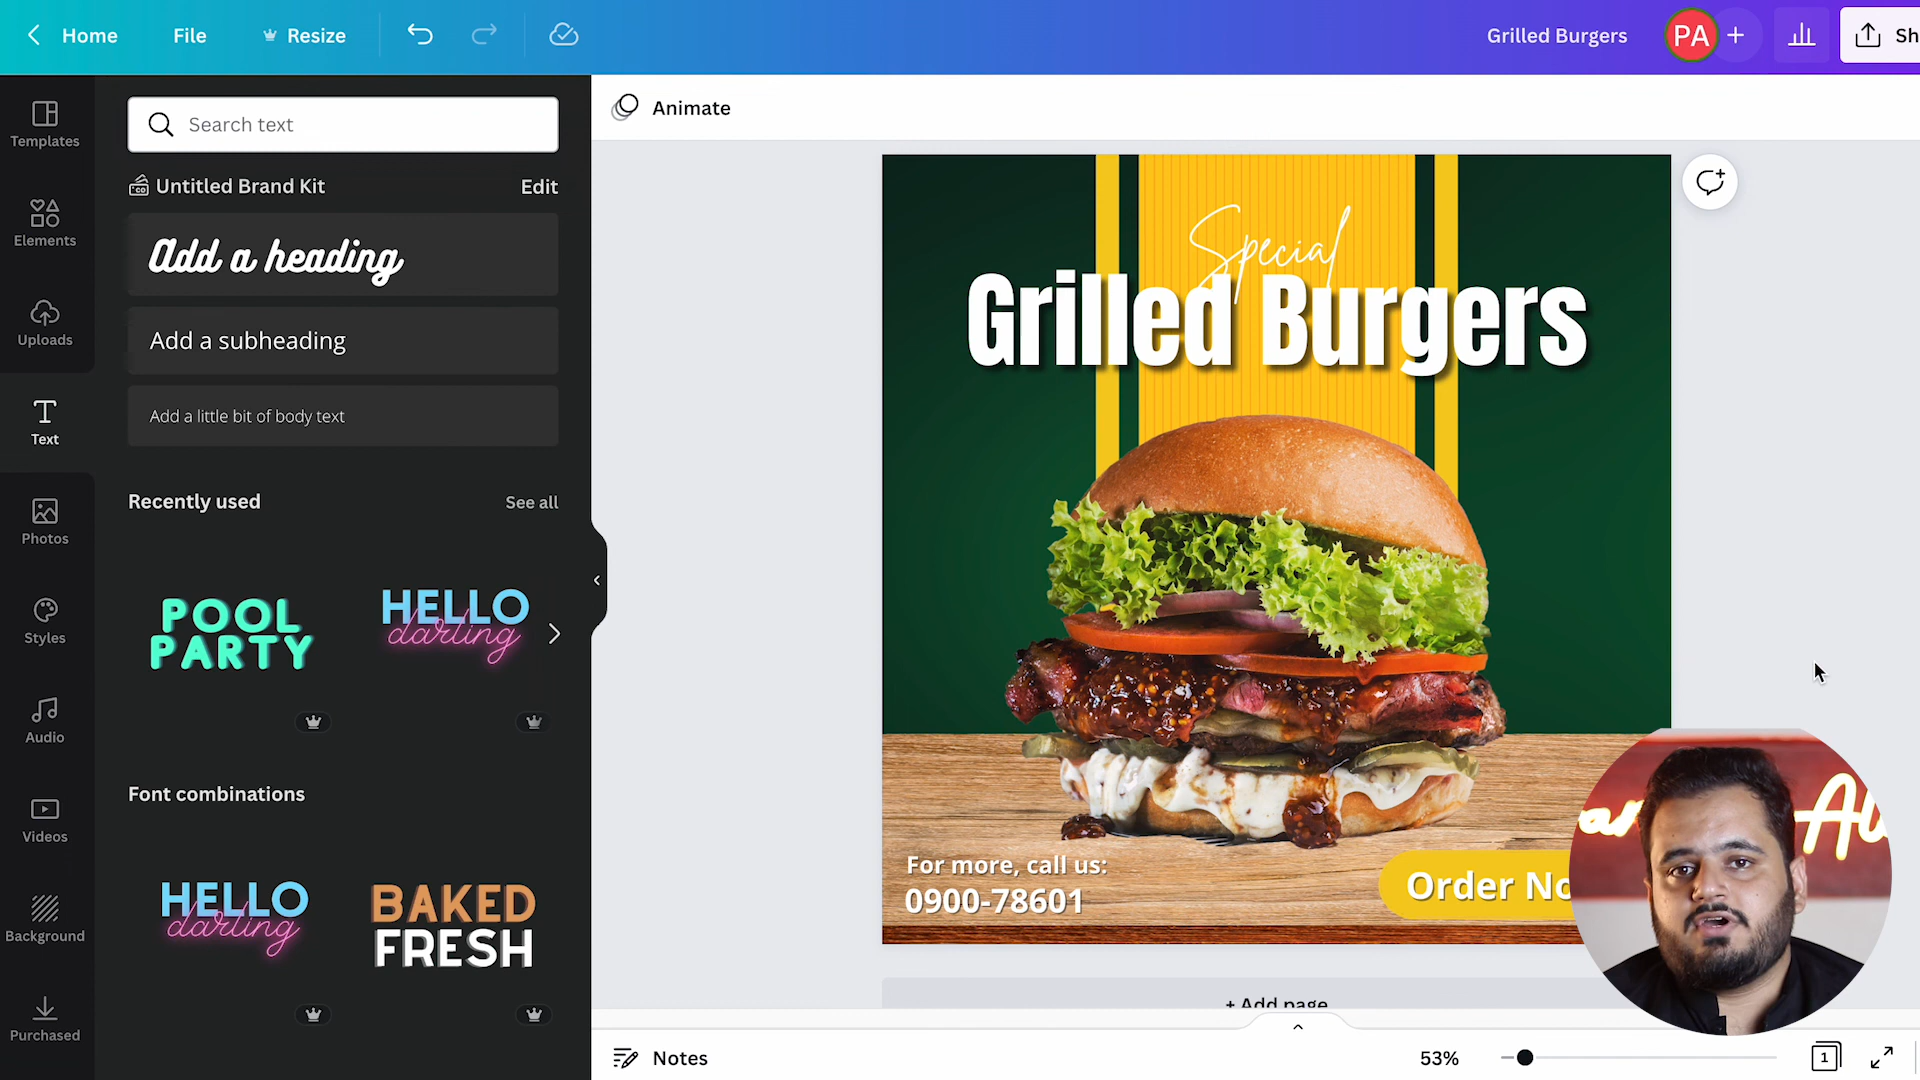 Home File Resize Grilled Burgers PA Sh
Templates
Elements
Uploads
Text
Photos
Styles
Audio
Videos
Background
Purchased
Search text
Untitled Brand Kit Edit
Add a heading
Add a subheading
Add a little bit of body text
Recently used See all
POOL
PARTY
HELLO
darling
Font combinations
HELLO
darling
BAKED
FRESH
Animate
Special
Grilled Burgers
For more, call us:
0900-78601
Order No
+ Add page
Notes 53% 1